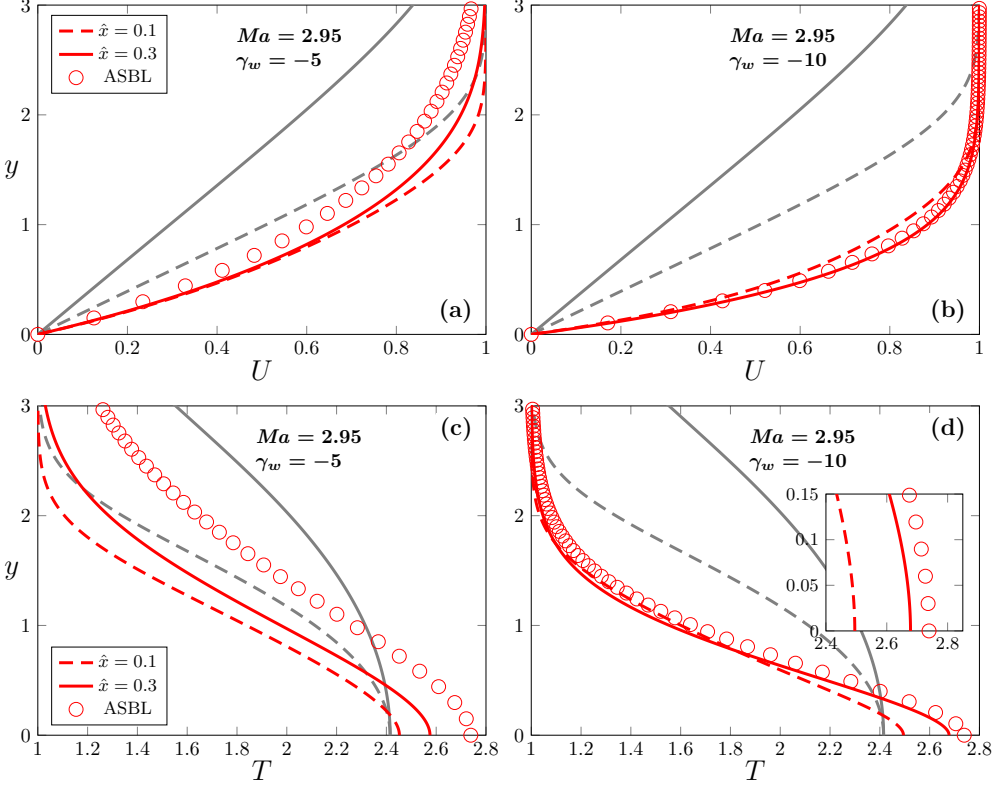 3
2
1
0
y
x̂ = 0.1
x̂ = 0.3
ASBL
Ma = 2.95
γw = −5
(a)
0 0.2 0.4 0.6 0.8 1
U
3
2
1
0
Ma = 2.95
γw = −10
(b)
0 0.2 0.4 0.6 0.8 1
U
3
2
1
0
y
Ma = 2.95
γw = −5
(c)
x̂ = 0.1
x̂ = 0.3
ASBL
1 1.2 1.4 1.6 1.8 2 2.2 2.4 2.6 2.8
T
3
2
1
0
Ma = 2.95
γw = −10
(d)
0.15
0.1
0.05
0
2.4 2.6 2.8
1 1.2 1.4 1.6 1.8 2 2.2 2.4 2.6 2.8
T